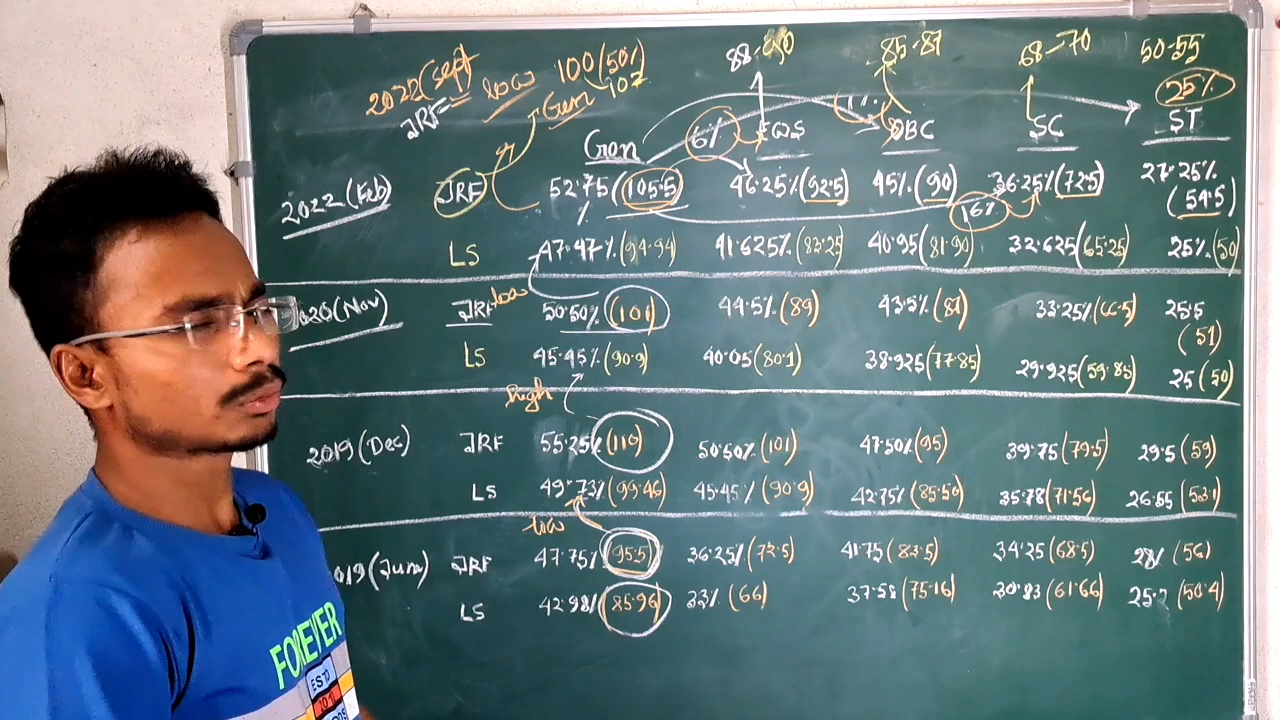 88-90 85-87 68-70 50-55
2022(Sept) low 100(50%) 25%
JRF Gen 107
Gen 6% EWS 1% OBC SC ST
2022(Feb) JRF 52.75%(105.5) 46.25%(92.5) 45%(90) 36.25%(72.5) 27.25%(54.5)
16%
LS 47.47%(94.94) 41.625%(83.25) 40.95(81.90) 32.625(65.25) 25%(50)
2020(Nov) JRF low 50.50%(101) 44.5%(89) 43.5%(87) 33.25%(66.5) 25.5(51)
LS 45.45%(90.9) 40.05(80.1) 38.925(77.85) 29.925(59.85) 25(50)
high
2019(Dec) JRF 55.25%(110) 50.50%(101) 47.50%(95) 39.75(79.5) 29.5(59)
LS 49.73%(99.46) 45.45%(90.9) 42.75%(85.50) 35.78(71.56) 26.55(53.1)
low
019(June) JRF 47.75%(95.5) 36.25%(72.5) 41.75(83.5) 34.25(68.5) 28%(56)
LS 42.98%(85.96) 33%(66) 37.58(75.16) 30.83(61.66) 25.2(50.4)
FOREVER
ESTD